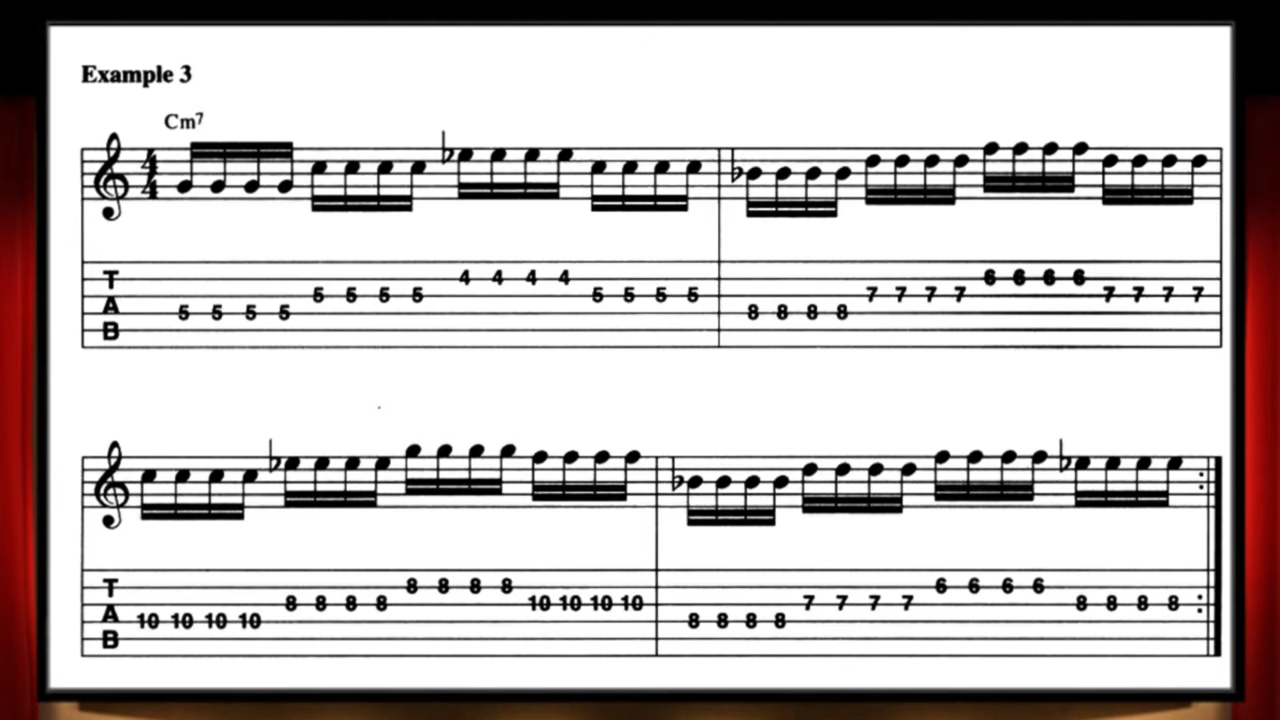 Example 3
Cm7
4
4
T
A
B
4 4 4 4 6 6 6 6
5 5 5 5 5 5 5 5 7 7 7 7 7 7 7 7
5 5 5 5 8 8 8 8
T
A
B
8 8 8 8 6 6 6 6
8 8 8 8 10 10 10 10 7 7 7 7 8 8 8 8
10 10 10 10 8 8 8 8